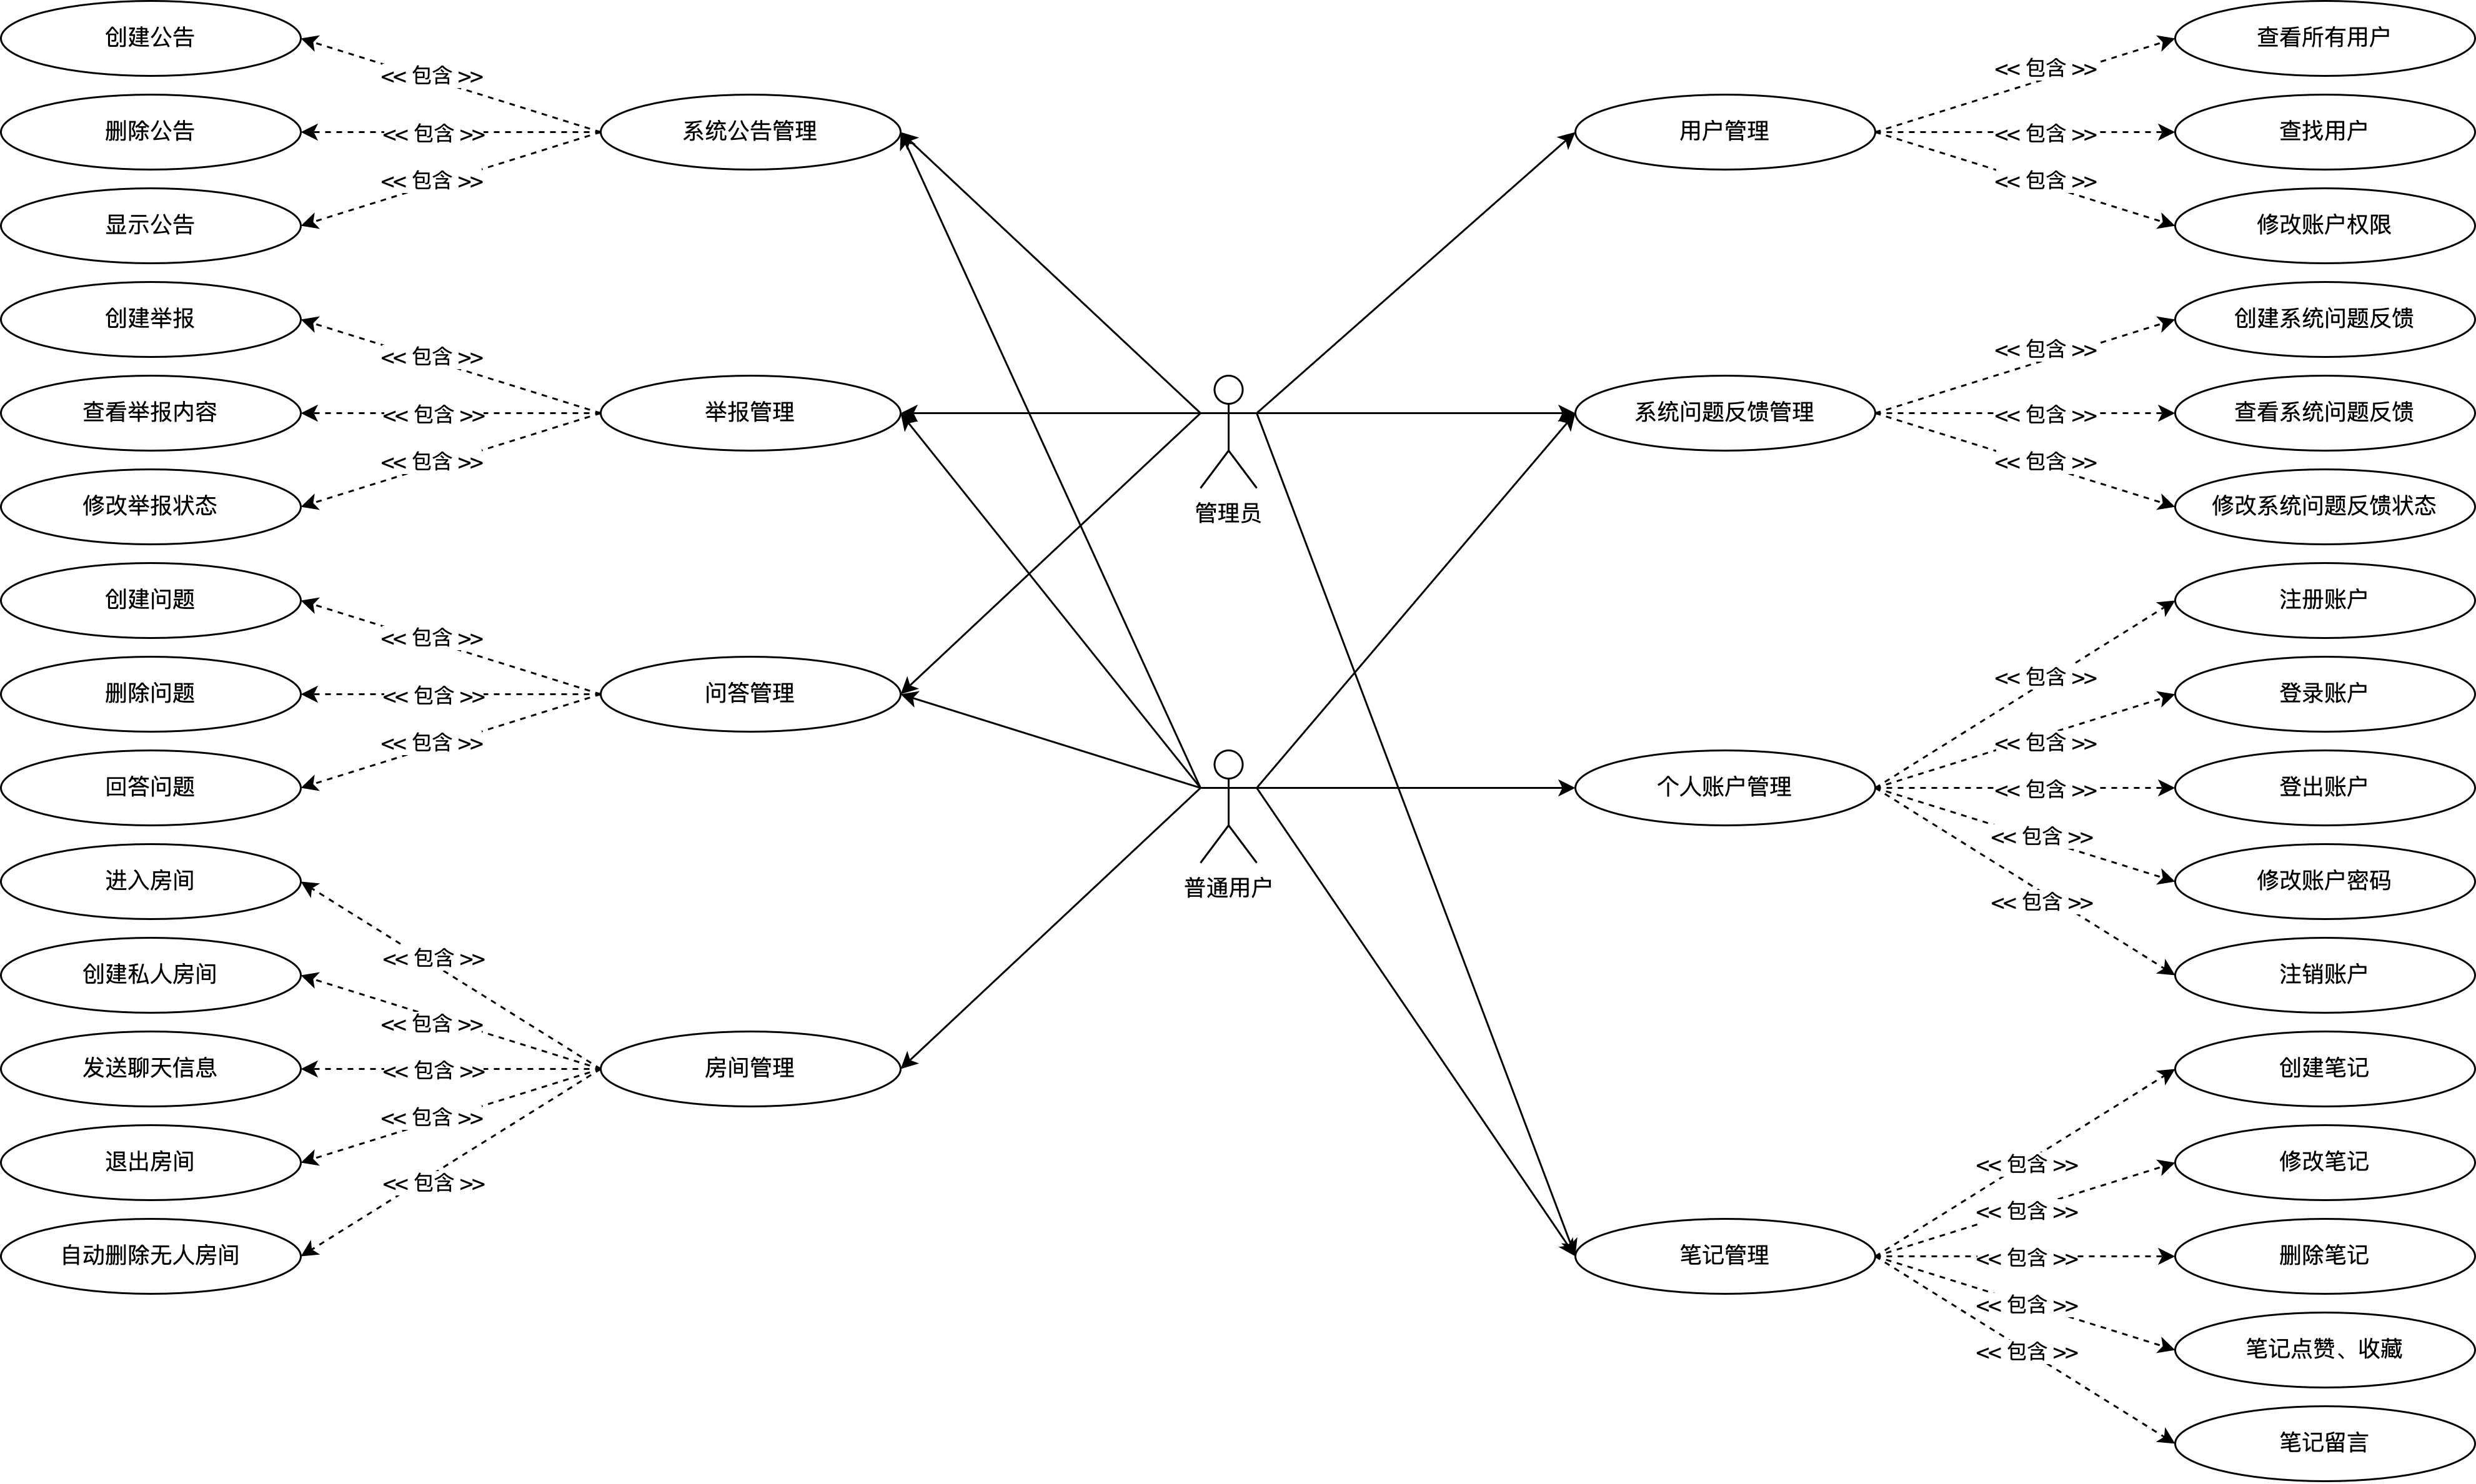 创建公告
删除公告
显示公告
<< 包含 >>
<< 包含 >>
<< 包含 >>
系统公告管理
创建举报
查看举报内容
修改举报状态
<< 包含 >>
<< 包含 >>
<< 包含 >>
举报管理
创建问题
删除问题
回答问题
<< 包含 >>
<< 包含 >>
<< 包含 >>
问答管理
进入房间
创建私人房间
发送聊天信息
退出房间
自动删除无人房间
<< 包含 >>
<< 包含 >>
<< 包含 >>
<< 包含 >>
<< 包含 >>
房间管理
管理员
普通用户
用户管理
<< 包含 >>
<< 包含 >>
<< 包含 >>
查看所有用户
查找用户
修改账户权限
系统问题反馈管理
<< 包含 >>
<< 包含 >>
<< 包含 >>
创建系统问题反馈
查看系统问题反馈
修改系统问题反馈状态
个人账户管理
<< 包含 >>
<< 包含 >>
<< 包含 >>
<< 包含 >>
<< 包含 >>
注册账户
登录账户
登出账户
修改账户密码
注销账户
笔记管理
<< 包含 >>
<< 包含 >>
<< 包含 >>
<< 包含 >>
<< 包含 >>
创建笔记
修改笔记
删除笔记
笔记点赞、收藏
笔记留言